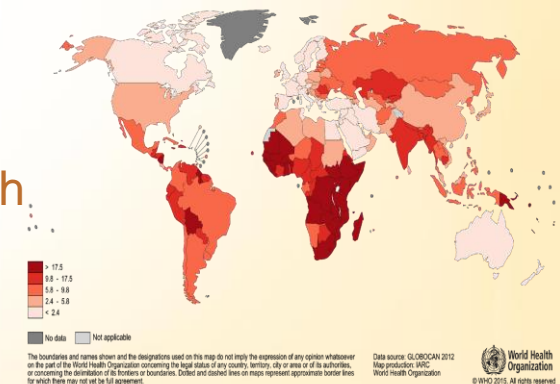 h
> 17.5
9.8 - 17.5
5.8 - 9.8
2.4 - 5.8
< 2.4
No data
Not applicable
The boundaries and names shown and the designations used on this map do not imply the expression of any opinion whatsoever
on the part of the World Health Organization concerning the legal status of any country, territory, city or area or of its authorities,
or concerning the delimitation of its frontiers or boundaries. Dotted and dashed lines on maps represent approximate border lines
for which there may not yet be full agreement.
Data source: GLOBOCAN 2012
Map production: IARC
World Health Organization
World Health
Organization
© WHO 2015. All rights reserved